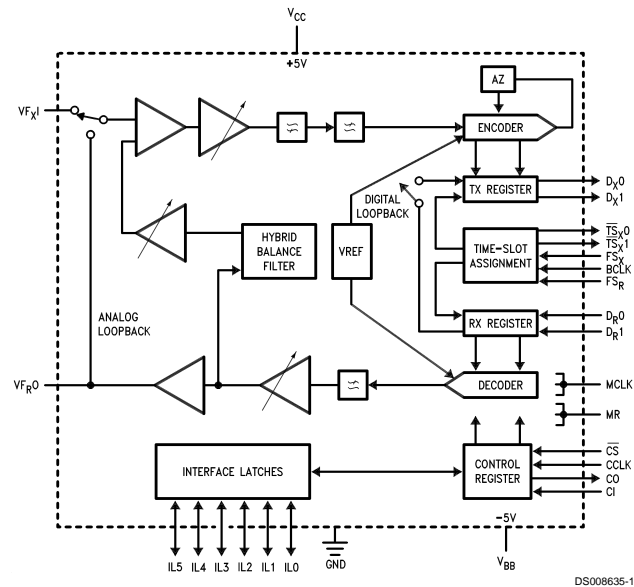 VCC
+5V
VFXI
AZ
ENCODER
TX REGISTER
DX0
DX1
DIGITAL
LOOPBACK
HYBRID
BALANCE
FILTER
VREF
TIME-SLOT
ASSIGNMENT
TSX0
TSX1
FSX
BCLK
FSR
ANALOG
LOOPBACK
RX REGISTER
DR0
DR1
VFRO
DECODER
MCLK
MR
INTERFACE LATCHES
CONTROL
REGISTER
CS
CCLK
CO
CI
-5V
IL5 IL4 IL3 IL2 IL1 IL0
GND
VBB
DS008635-1